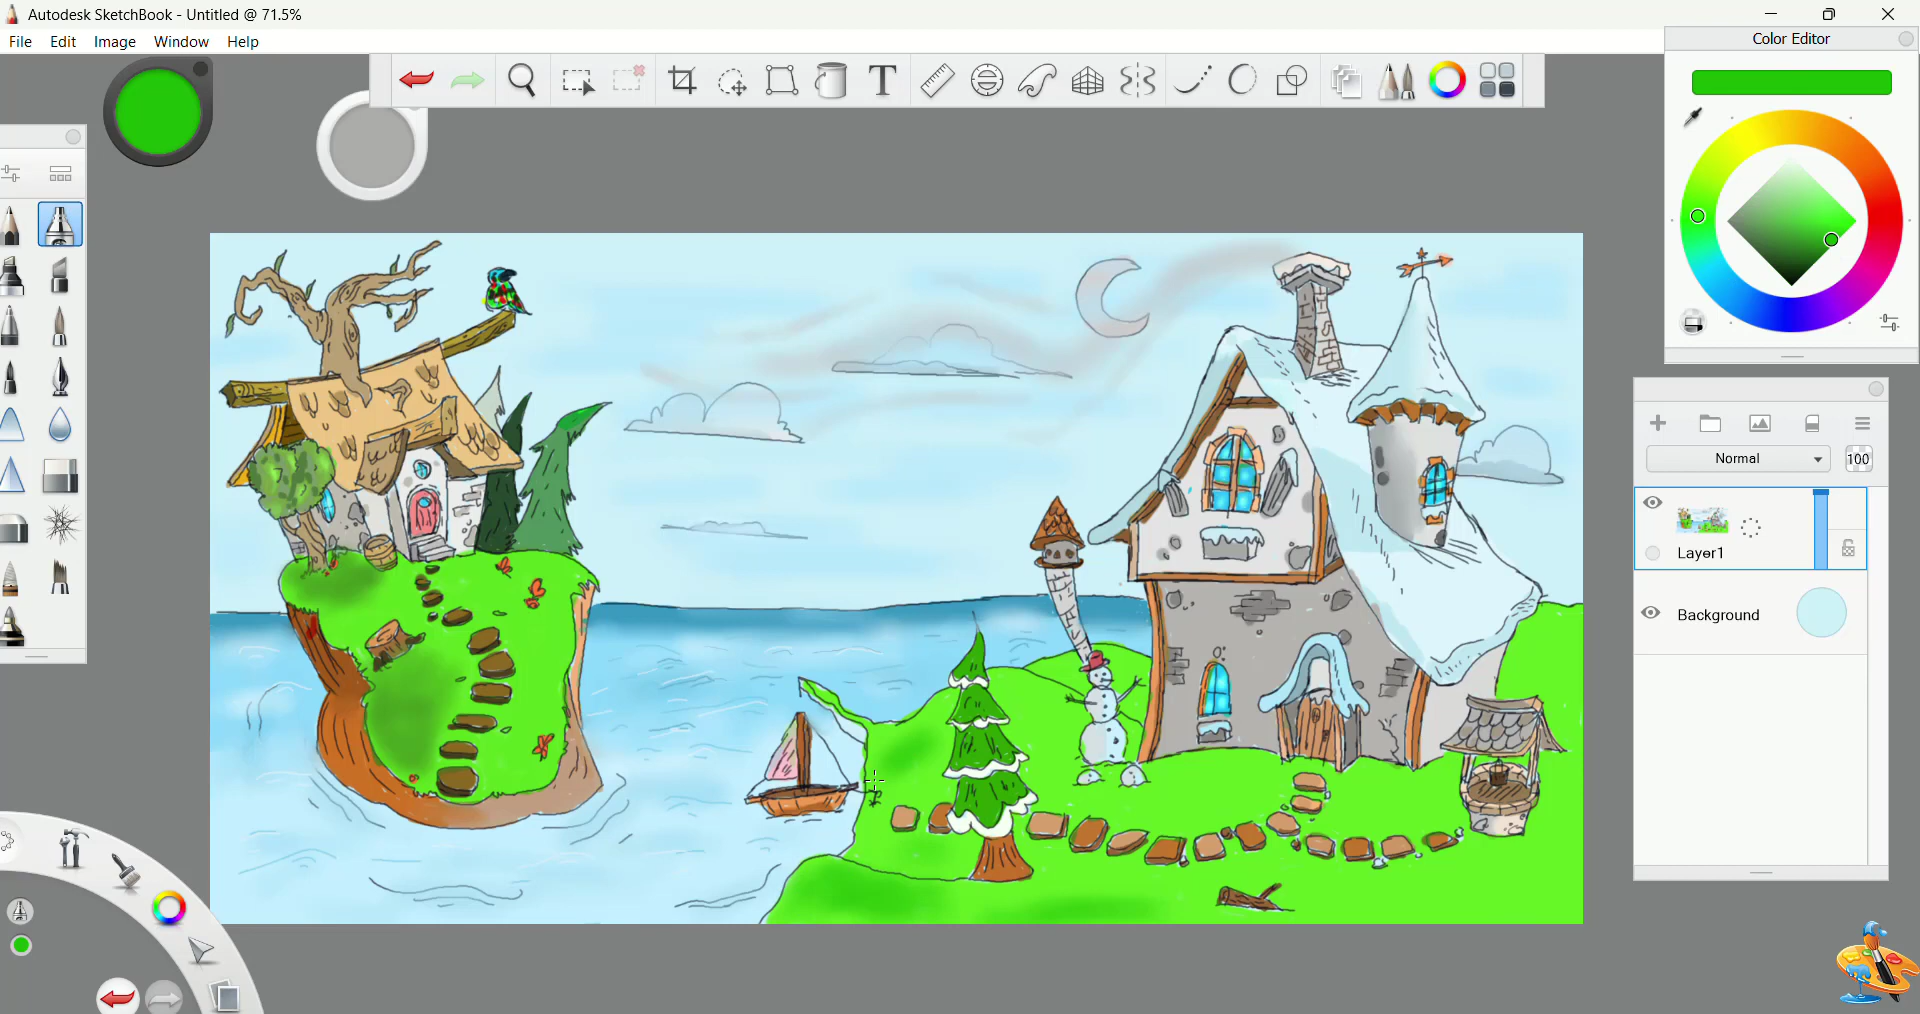 Autodesk SketchBook - Untitled @ 71.5%
File Edit Image Window Help
Color Editor
T
Normal 100
Layer1
Background